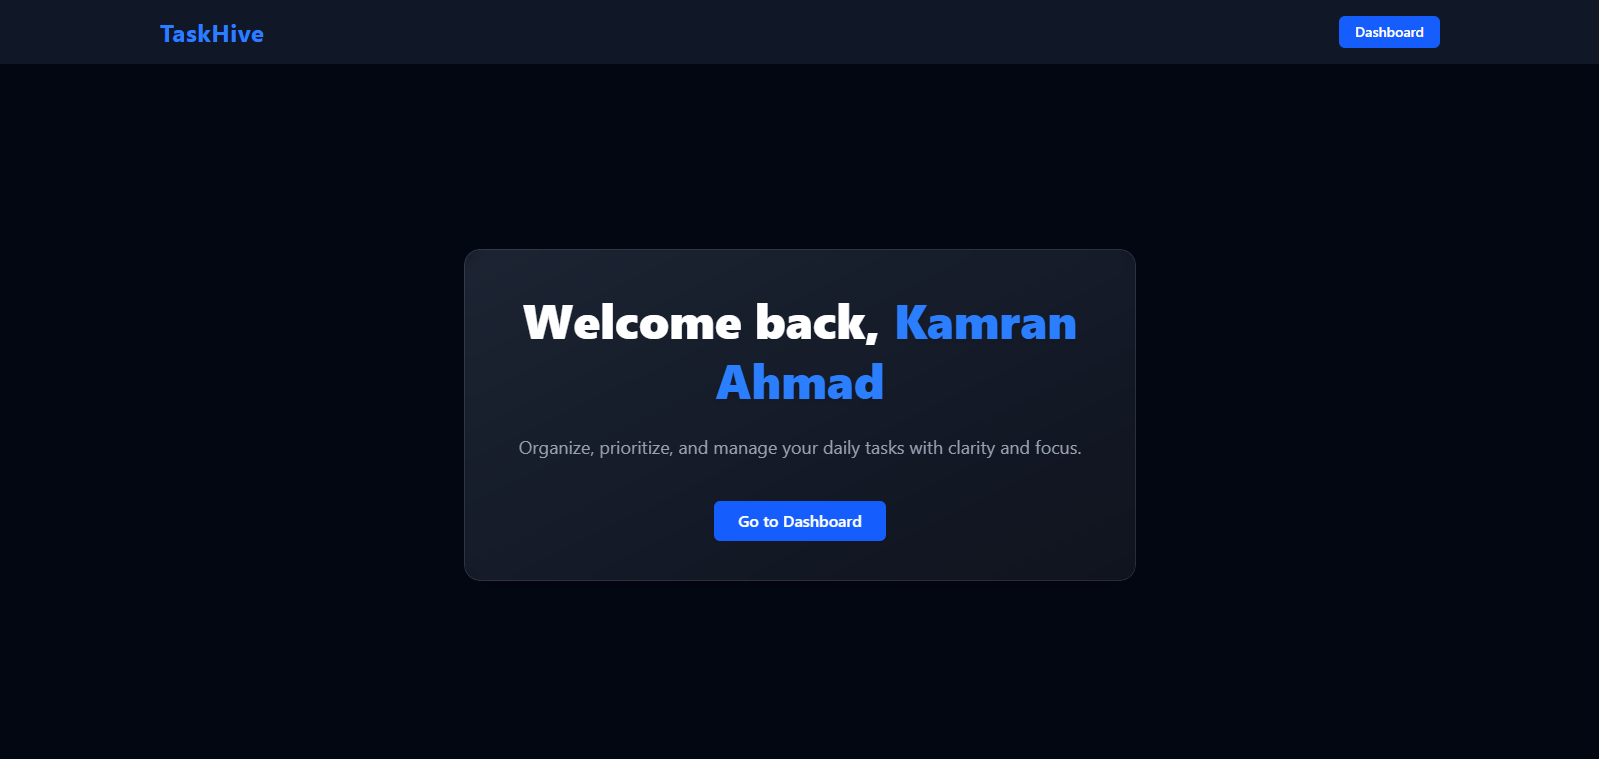 TaskHive
Dashboard
Welcome back, Kamran
Ahmad
Organize, prioritize, and manage your daily tasks with clarity and focus.
Go to Dashboard